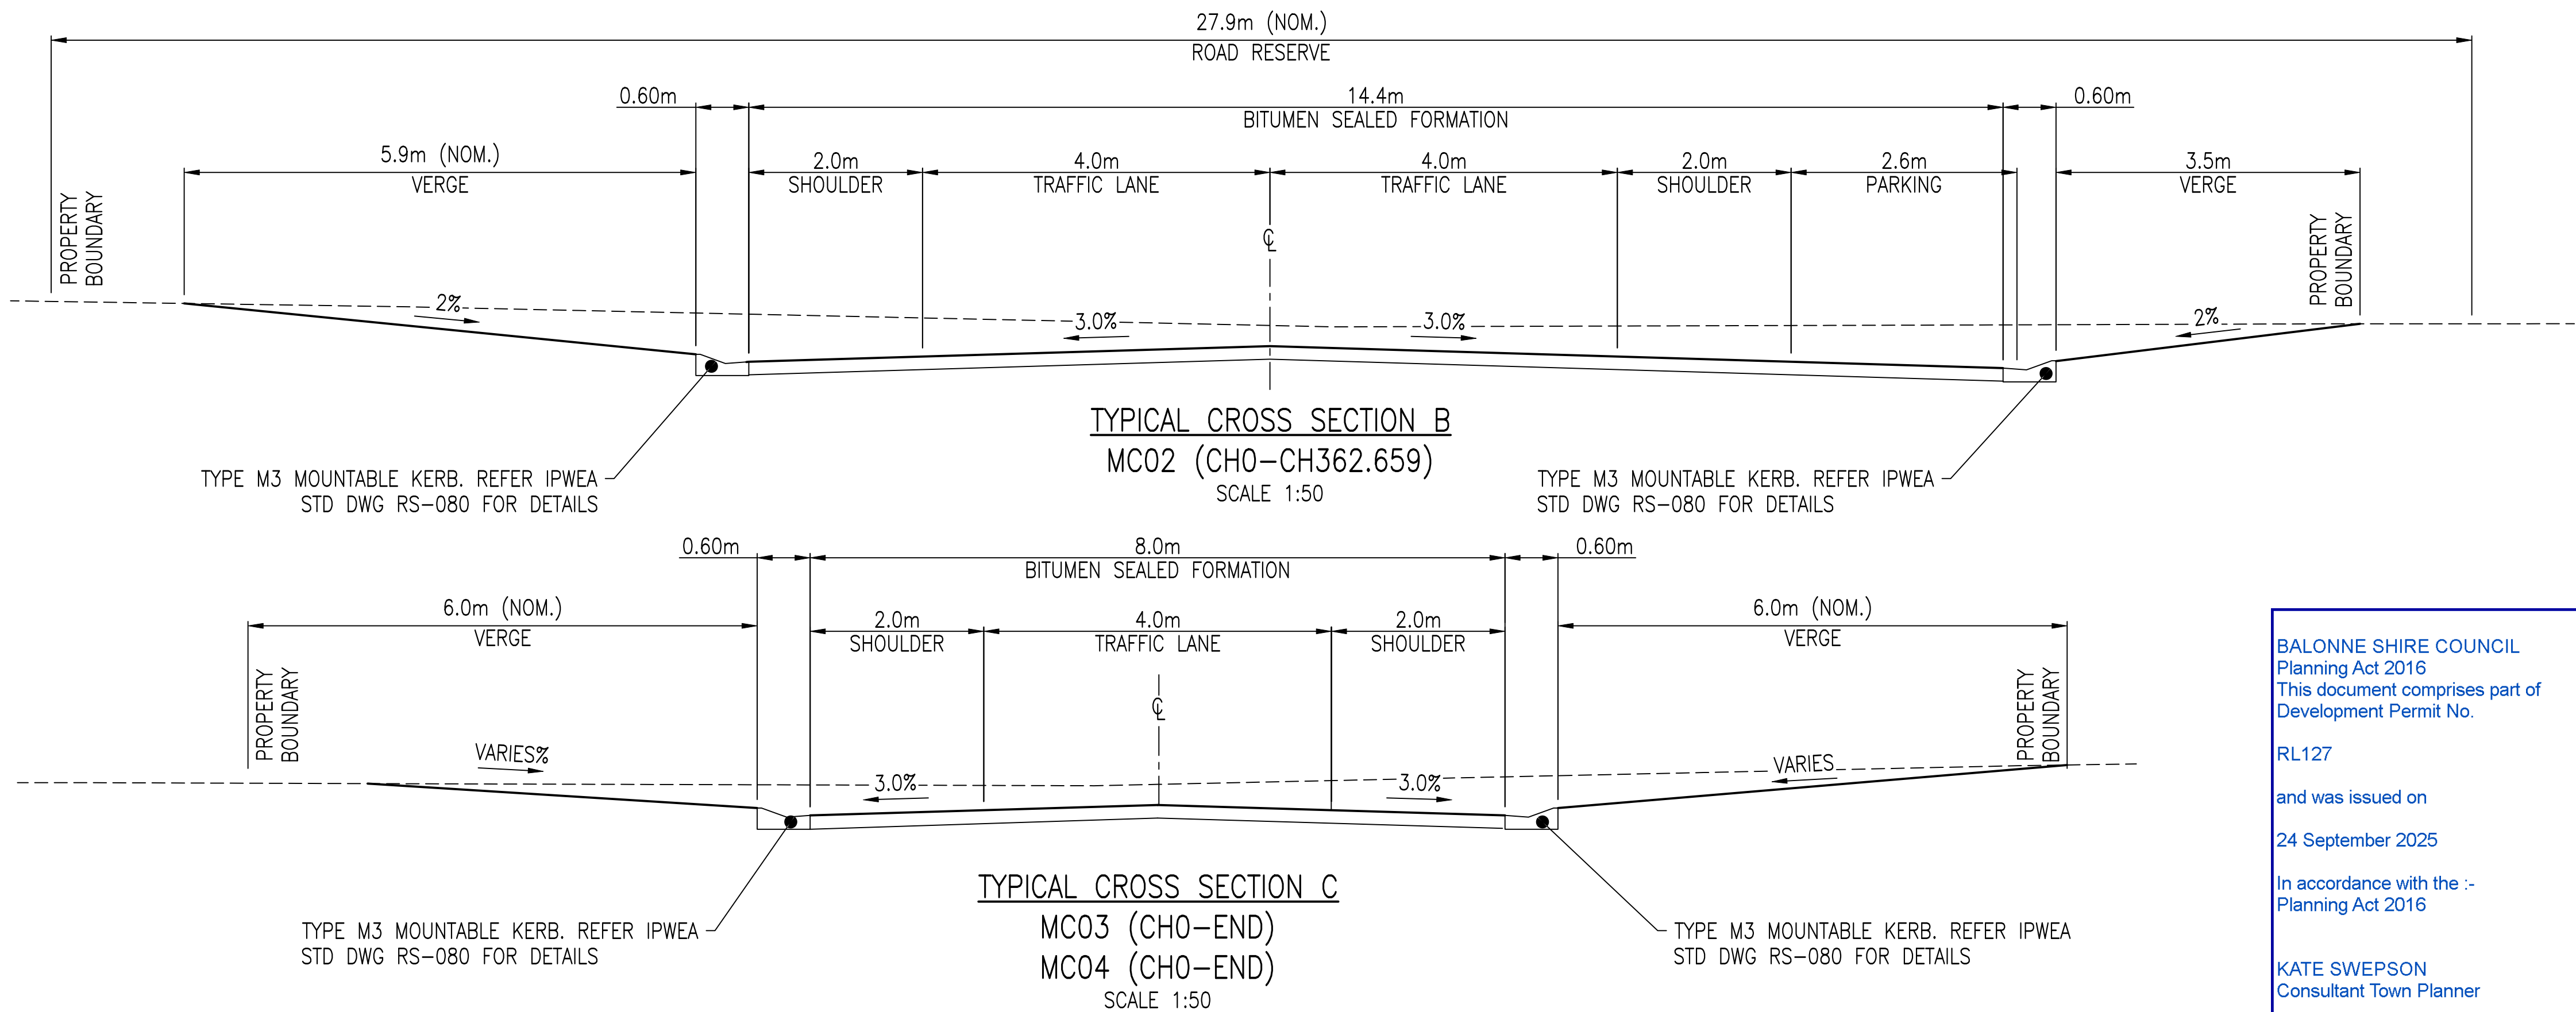 27.9m (NOM.)
ROAD RESERVE
0.60m
14.4m
0.60m
BITUMEN SEALED FORMATION
5.9m (NOM.)
VERGE
2.0m
SHOULDER
4.0m
TRAFFIC LANE
4.0m
TRAFFIC LANE
2.0m
SHOULDER
2.6m
PARKING
3.5m
VERGE
PROPERTY
BOUNDARY
℄
PROPERTY
BOUNDARY
2%
3.0%
3.0%
2%
TYPICAL CROSS SECTION B
MC02 (CH0-CH362.659)
SCALE 1:50
TYPE M3 MOUNTABLE KERB. REFER IPWEA
STD DWG RS-080 FOR DETAILS
TYPE M3 MOUNTABLE KERB. REFER IPWEA
STD DWG RS-080 FOR DETAILS
0.60m
8.0m
0.60m
BITUMEN SEALED FORMATION
6.0m (NOM.)
VERGE
2.0m
SHOULDER
4.0m
TRAFFIC LANE
2.0m
SHOULDER
6.0m (NOM.)
VERGE
PROPERTY
BOUNDARY
℄
PROPERTY
BOUNDARY
VARIES%
3.0%
3.0%
VARIES
TYPICAL CROSS SECTION C
MC03 (CH0-END)
MC04 (CH0-END)
SCALE 1:50
TYPE M3 MOUNTABLE KERB. REFER IPWEA
STD DWG RS-080 FOR DETAILS
TYPE M3 MOUNTABLE KERB. REFER IPWEA
STD DWG RS-080 FOR DETAILS
BALONNE SHIRE COUNCIL
Planning Act 2016
This document comprises part of
Development Permit No.
RL127
and was issued on
24 September 2025
In accordance with the :-
Planning Act 2016
KATE SWEPSON
Consultant Town Planner